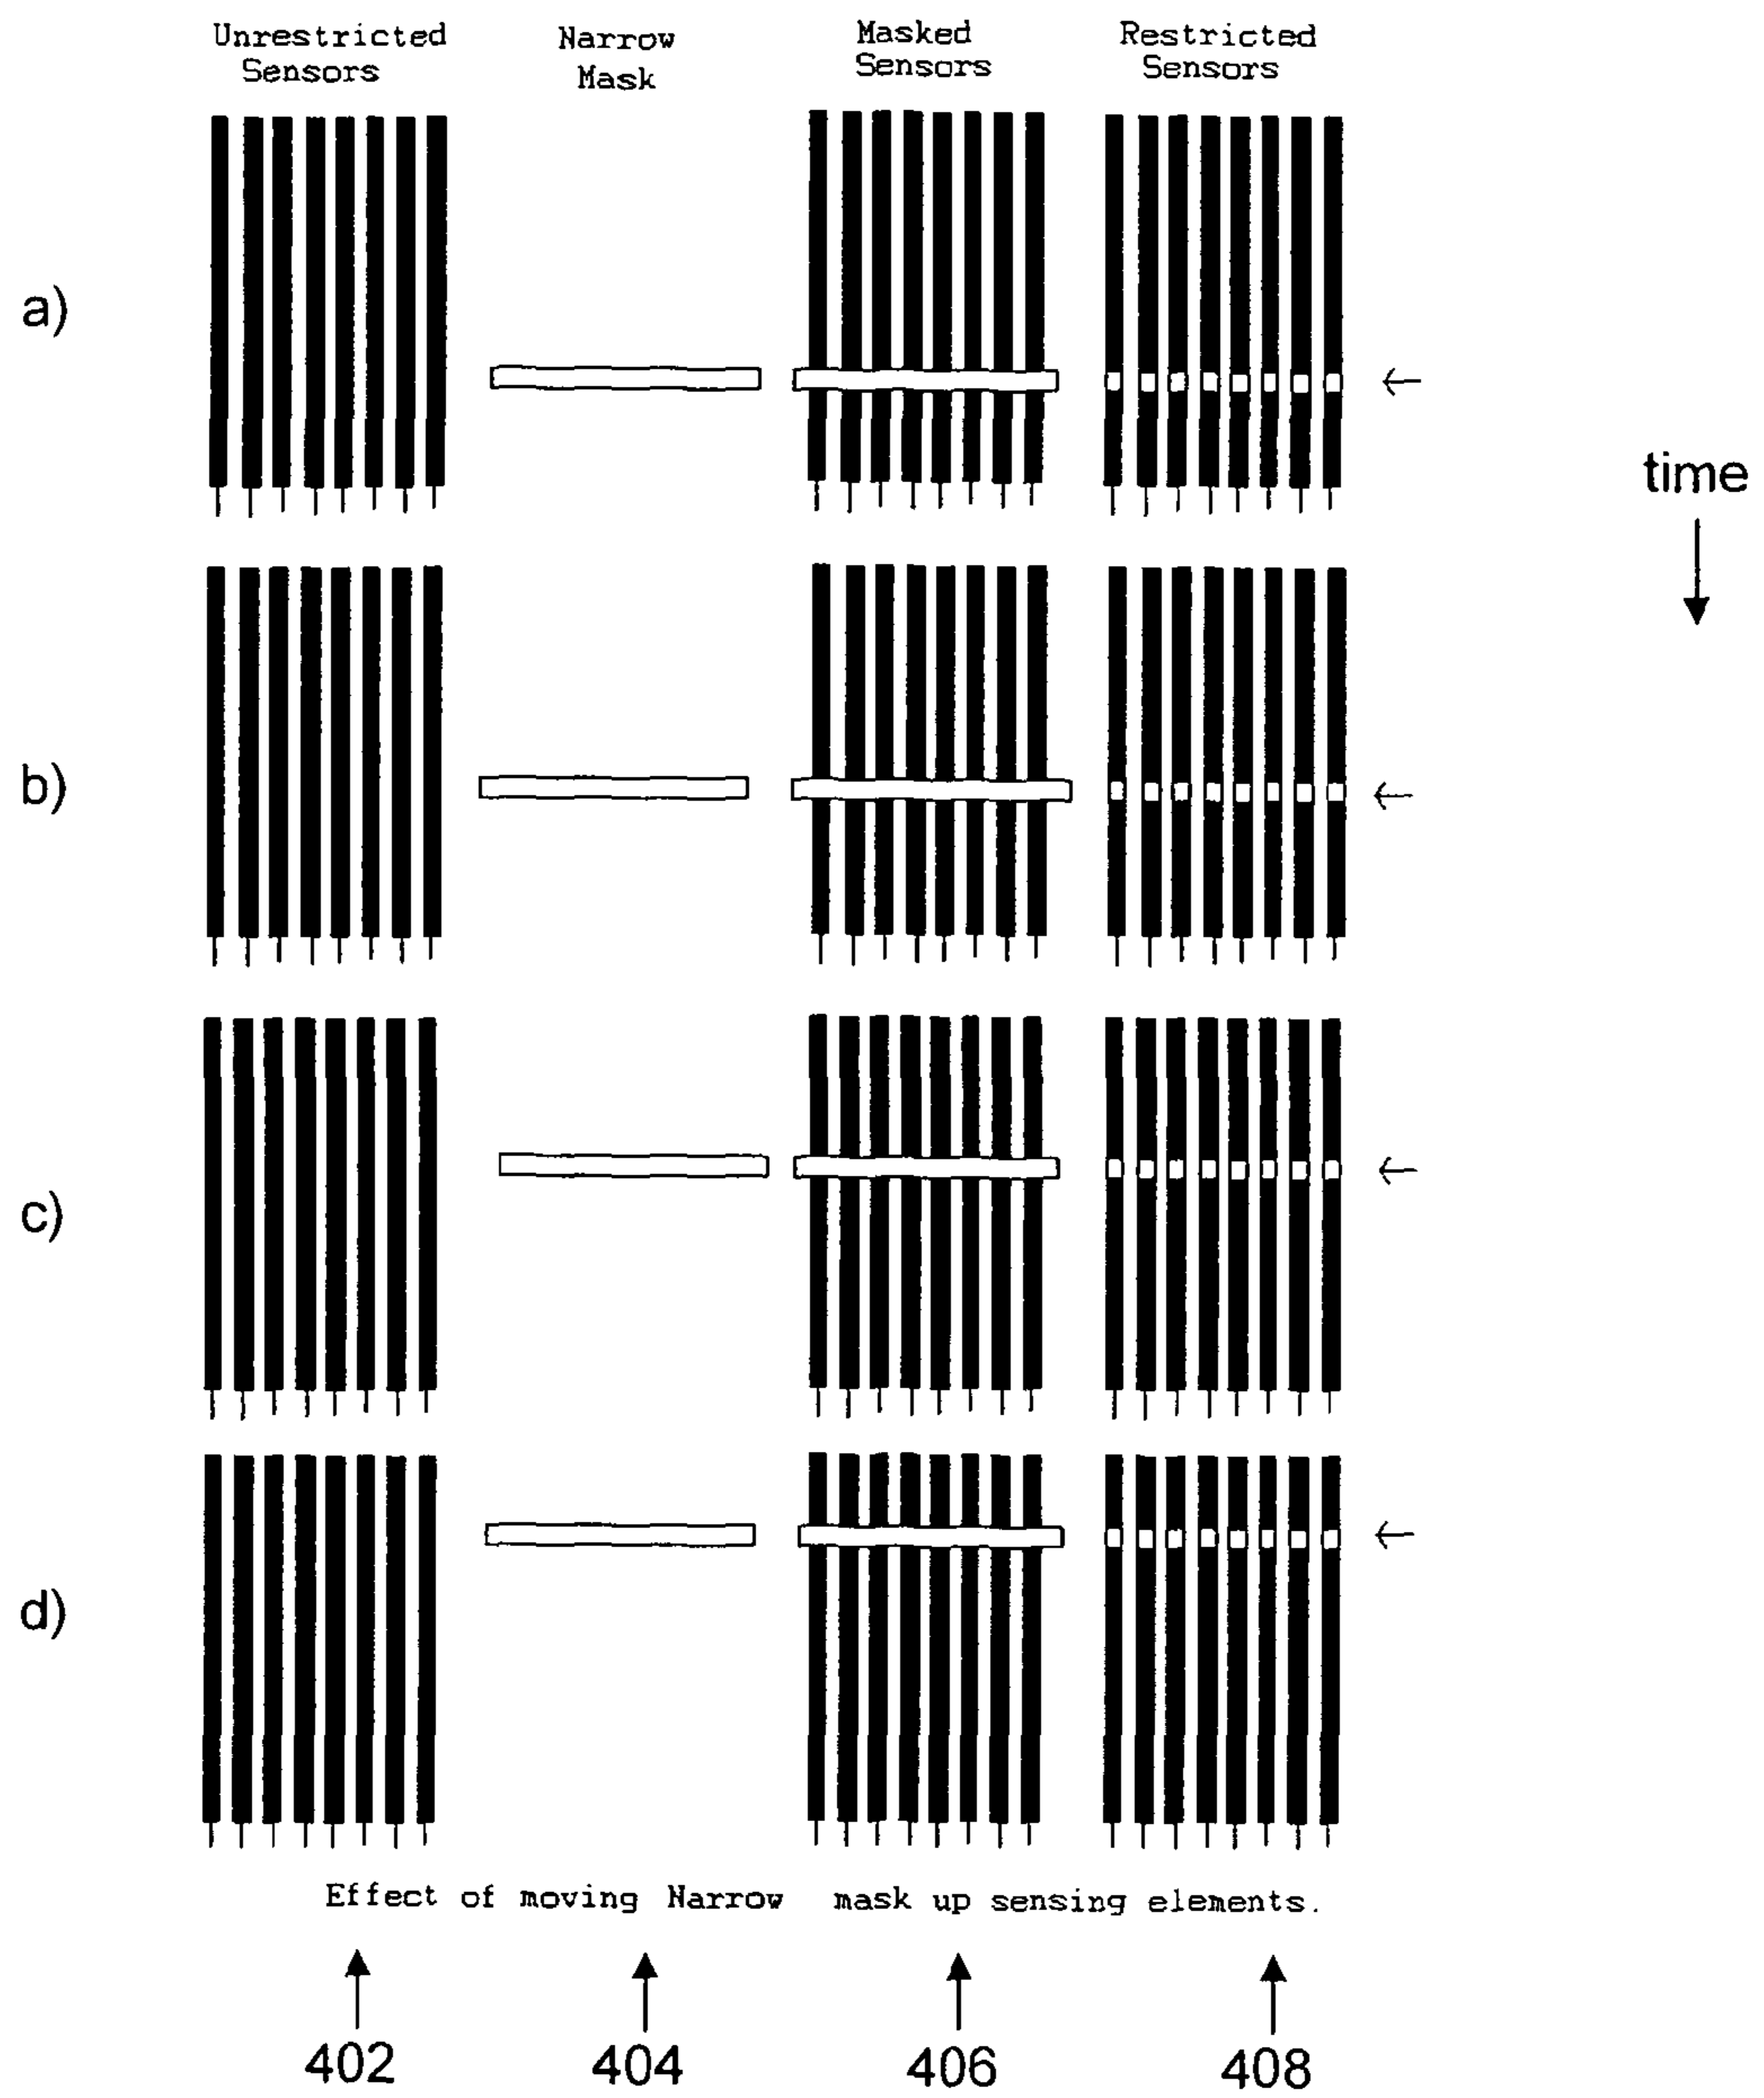 Unrestricted
Sensors
Narrow
Mask
Masked
Sensors
Restricted
Sensors
a)
time
b)
c)
d)
Effect of moving Narrow mask up sensing elements.
402
404
406
408